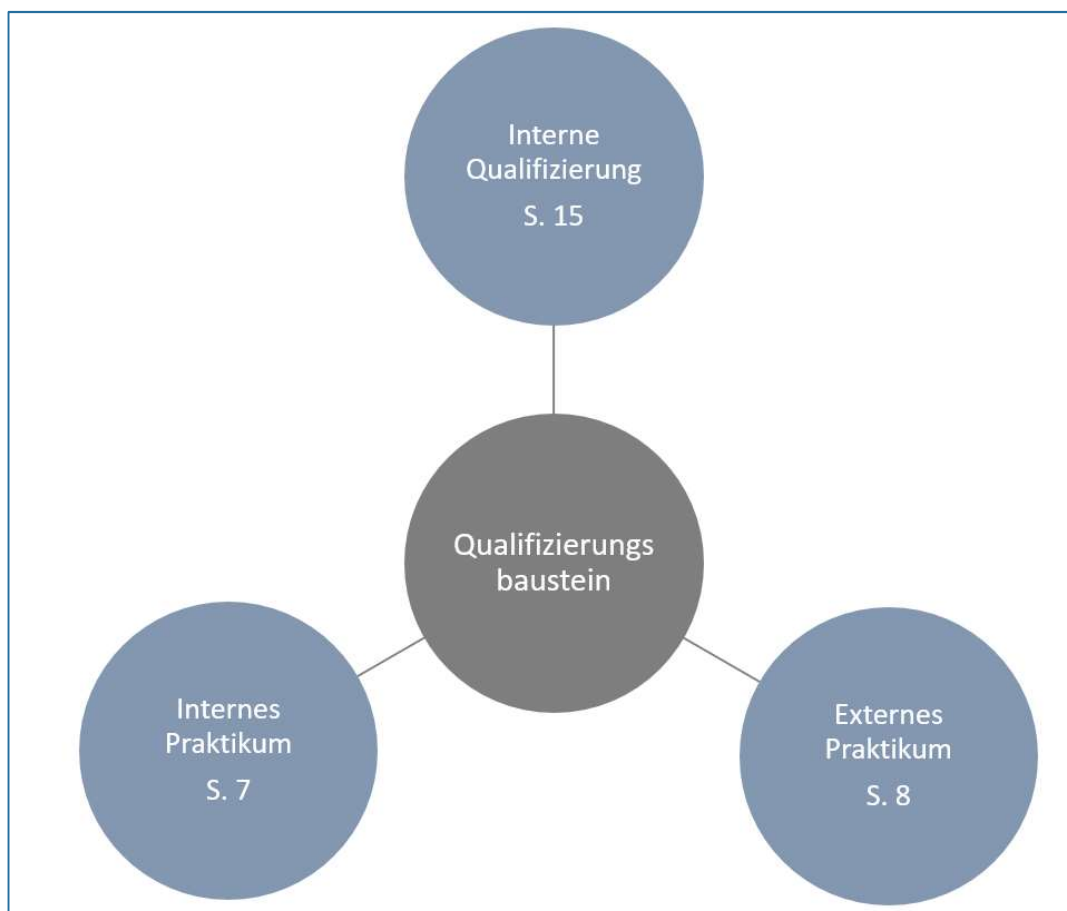 Interne
Qualifizierung
S. 15
Qualifizierungs
baustein
Internes
Praktikum
S. 7
Externes
Praktikum
S. 8